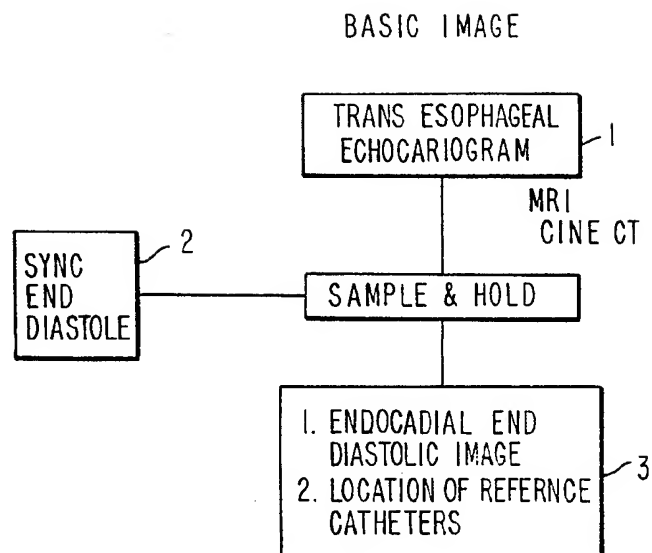 BASIC IMAGE
TRANS ESOPHAGEAL
ECHOCARIOGRAM
1
MRI
CINE CT
2
SYNC
END
DIASTOLE
SAMPLE & HOLD
1. ENDOCADIAL END
DIASTOLIC IMAGE
2. LOCATION OF REFERNCE
CATHETERS
3